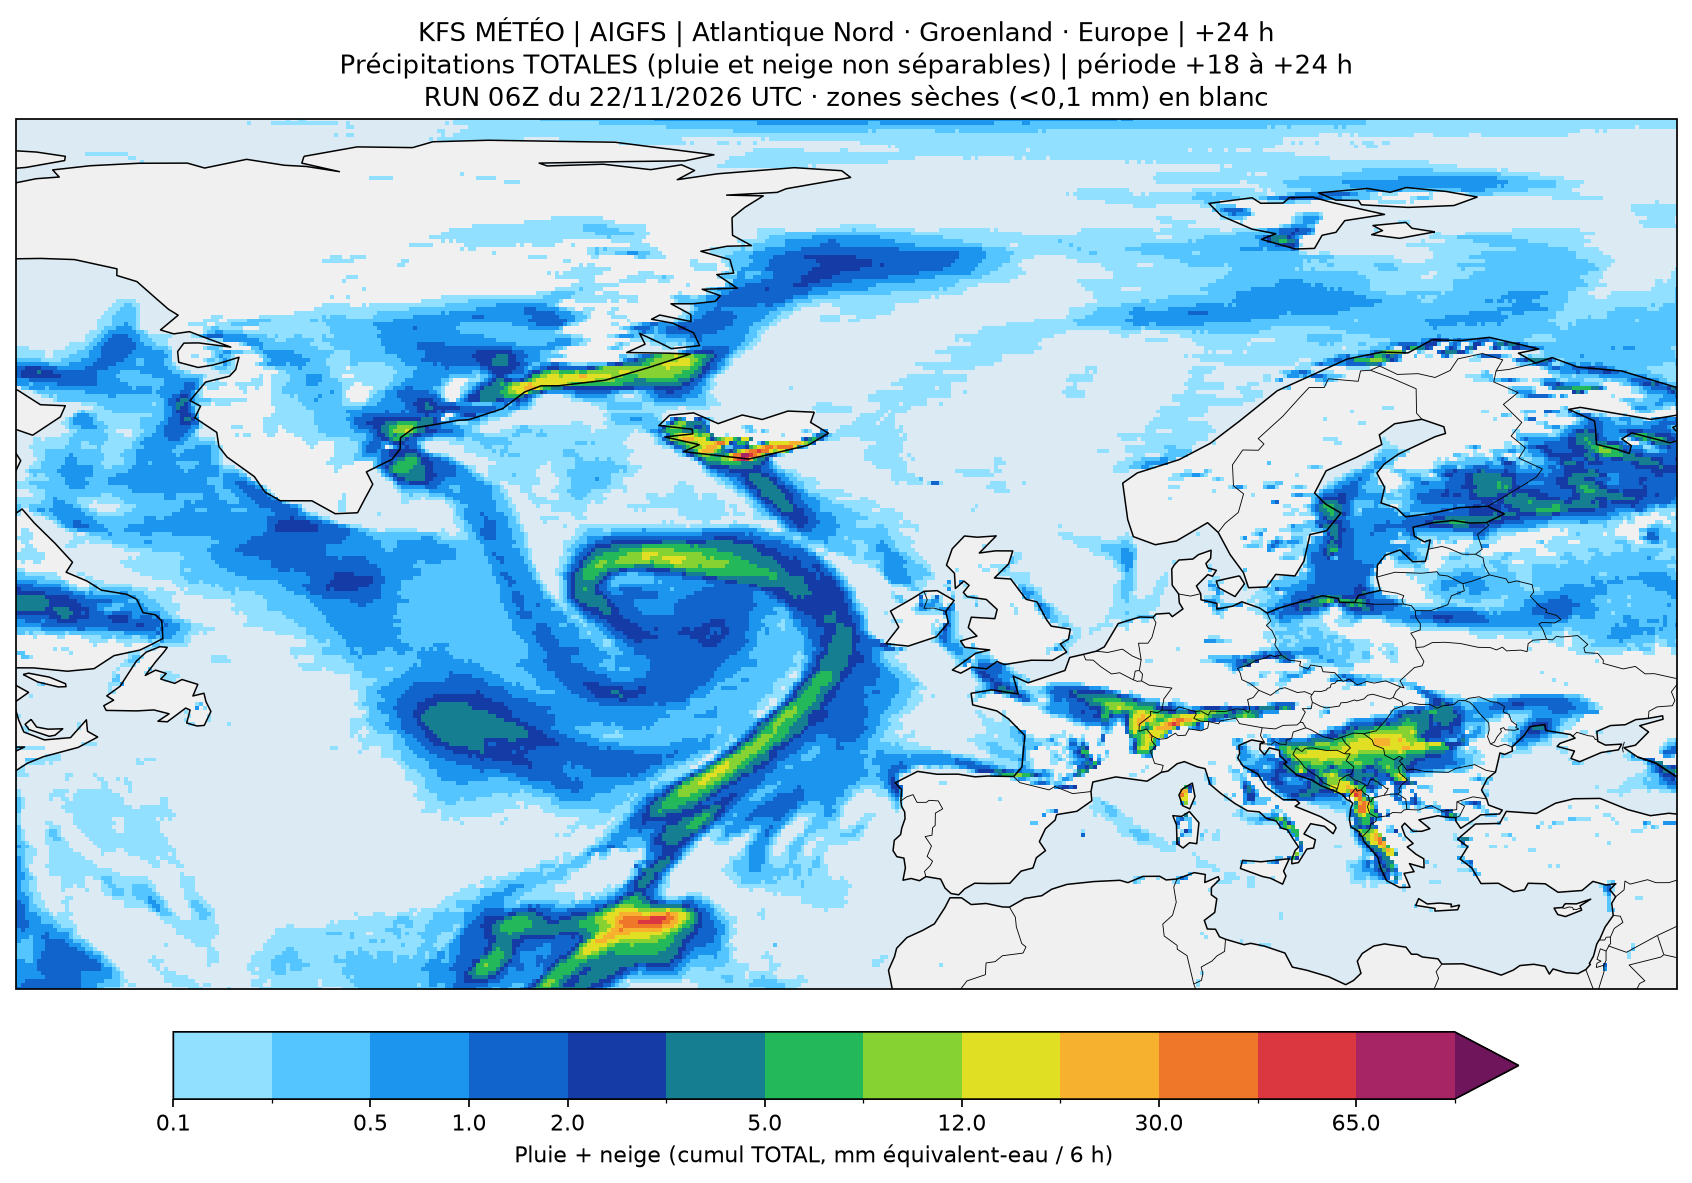 KFS MÉTÉO | AIGFS | Atlantique Nord · Groenland · Europe | +24 h
Précipitations TOTALES (pluie et neige non séparables) | période +18 à +24 h
RUN 06Z du 22/11/2026 UTC · zones sèches (<0,1 mm) en blanc
0.1 0.5 1.0 2.0 5.0 12.0 30.0 65.0
Pluie + neige (cumul TOTAL, mm équivalent-eau / 6 h)